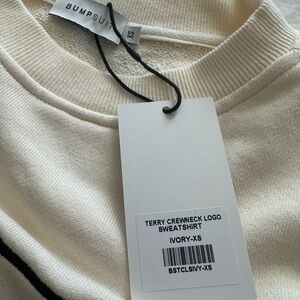 BUMPSUIT
XS
TERRY CREWNECK LOGO
SWEATSHIRT
IVORY-XS
BSTCLSIVY-XS